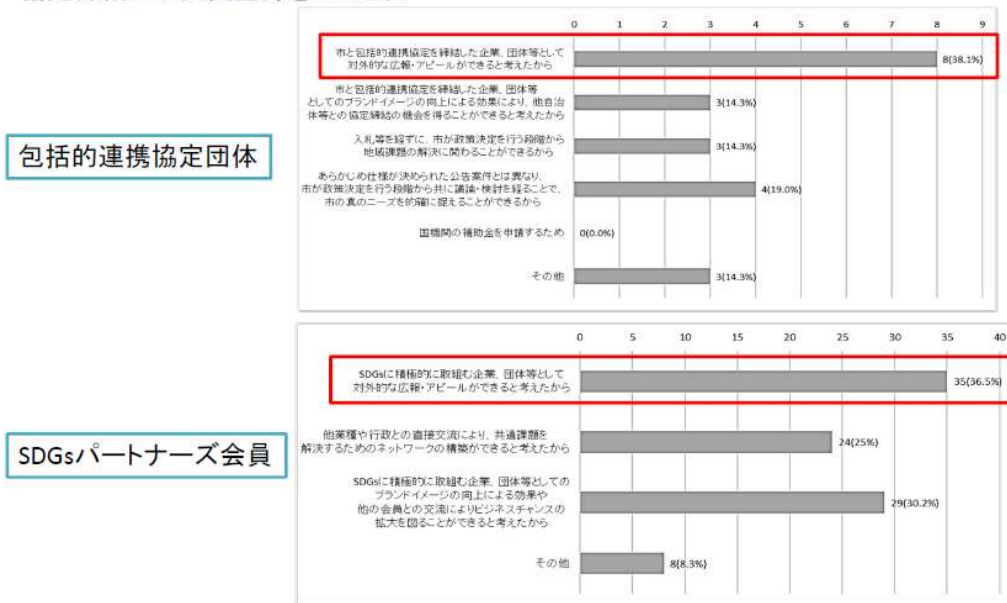 0 1 2 3 4 5 6 7 8 9
市と包括的連携協定を締結した企業、団体等として
対外的な広報・アピールができると考えたから
8(38.1%)
市と包括的連携協定を締結した企業、団体等
としてのブランドイメージの向上による効果により、他自治
体等との協定締結の機会を得ることができると考えたから
3(14.3%)
入札等を経ずに、市が政策決定を行う段階から
地域課題の解決に関わることができるから
3(14.3%)
包括的連携協定団体
あらかじめ仕様が決められた公告案件とは異なり、
市が政策決定を行う段階から共に議論・検討を経ることで、
市の真のニーズを的確に捉えることができるから
4(19.0%)
国機関の補助金を申請するため
0(0.0%)
その他
3(14.3%)
0 5 10 15 20 25 30 35 40
SDGsに積極的に取組む企業、団体等として
対外的な広報・アピールができると考えたから
35(36.5%)
他業種や行政との直接交流により、共通課題を
解決するためのネットワークの構築ができると考えたから
24(25%)
SDGsパートナーズ会員
SDGsに積極的に取組む企業、団体等としての
ブランドイメージの向上による効果や
他の会員との交流によりビジネスチャンスの
拡大を図ることができると考えたから
29(30.2%)
その他
8(8.3%)